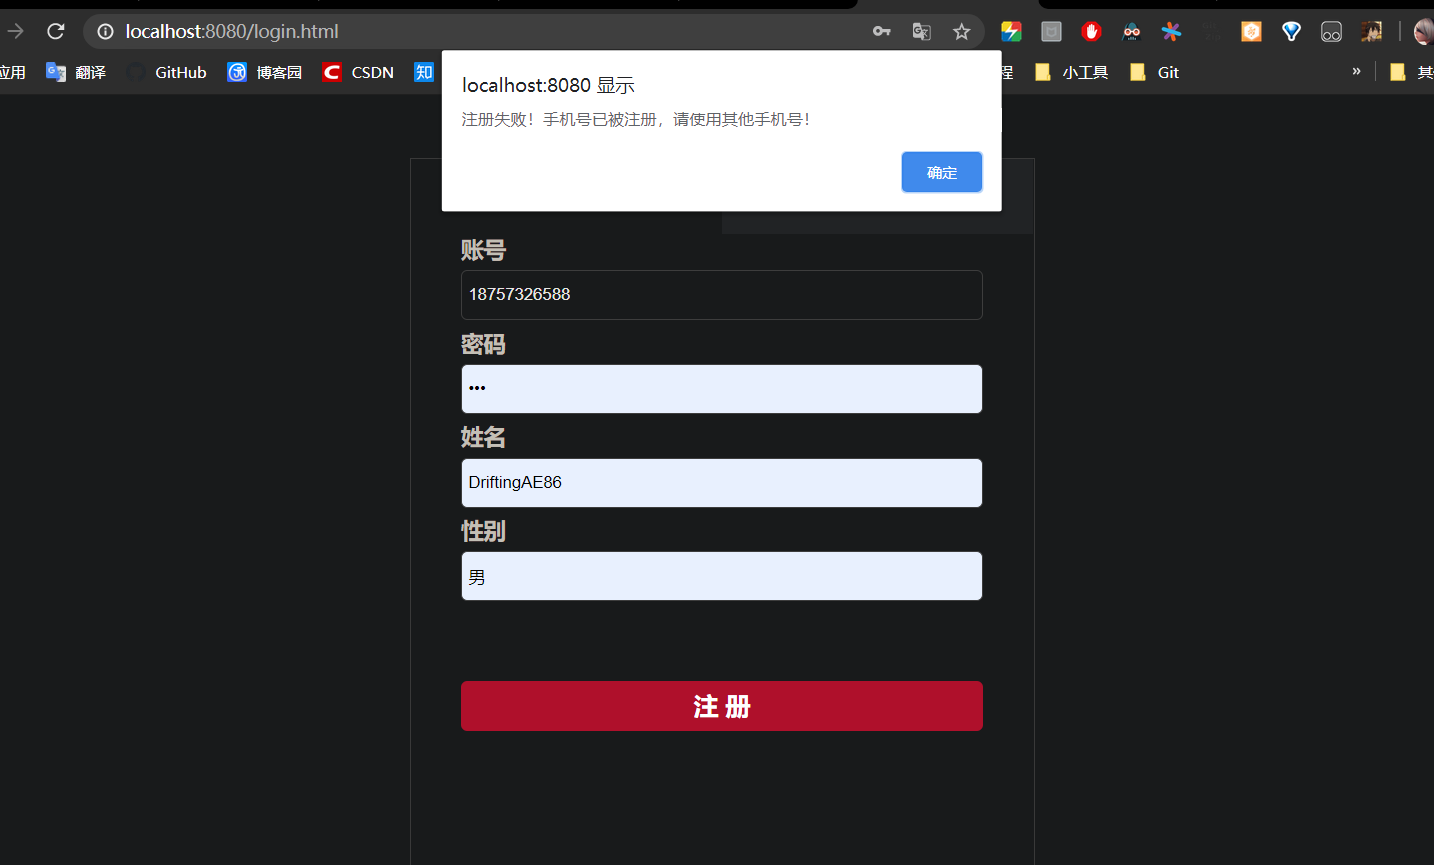 localhost:8080/login.html
应用 翻译 GitHub 博客园 CSDN 知 程 小工具 Git » 其
localhost:8080 显示
注册失败！手机号已被注册，请使用其他手机号！
确定
账号
18757326588
密码
•••
姓名
DriftingAE86
性别
男
注 册